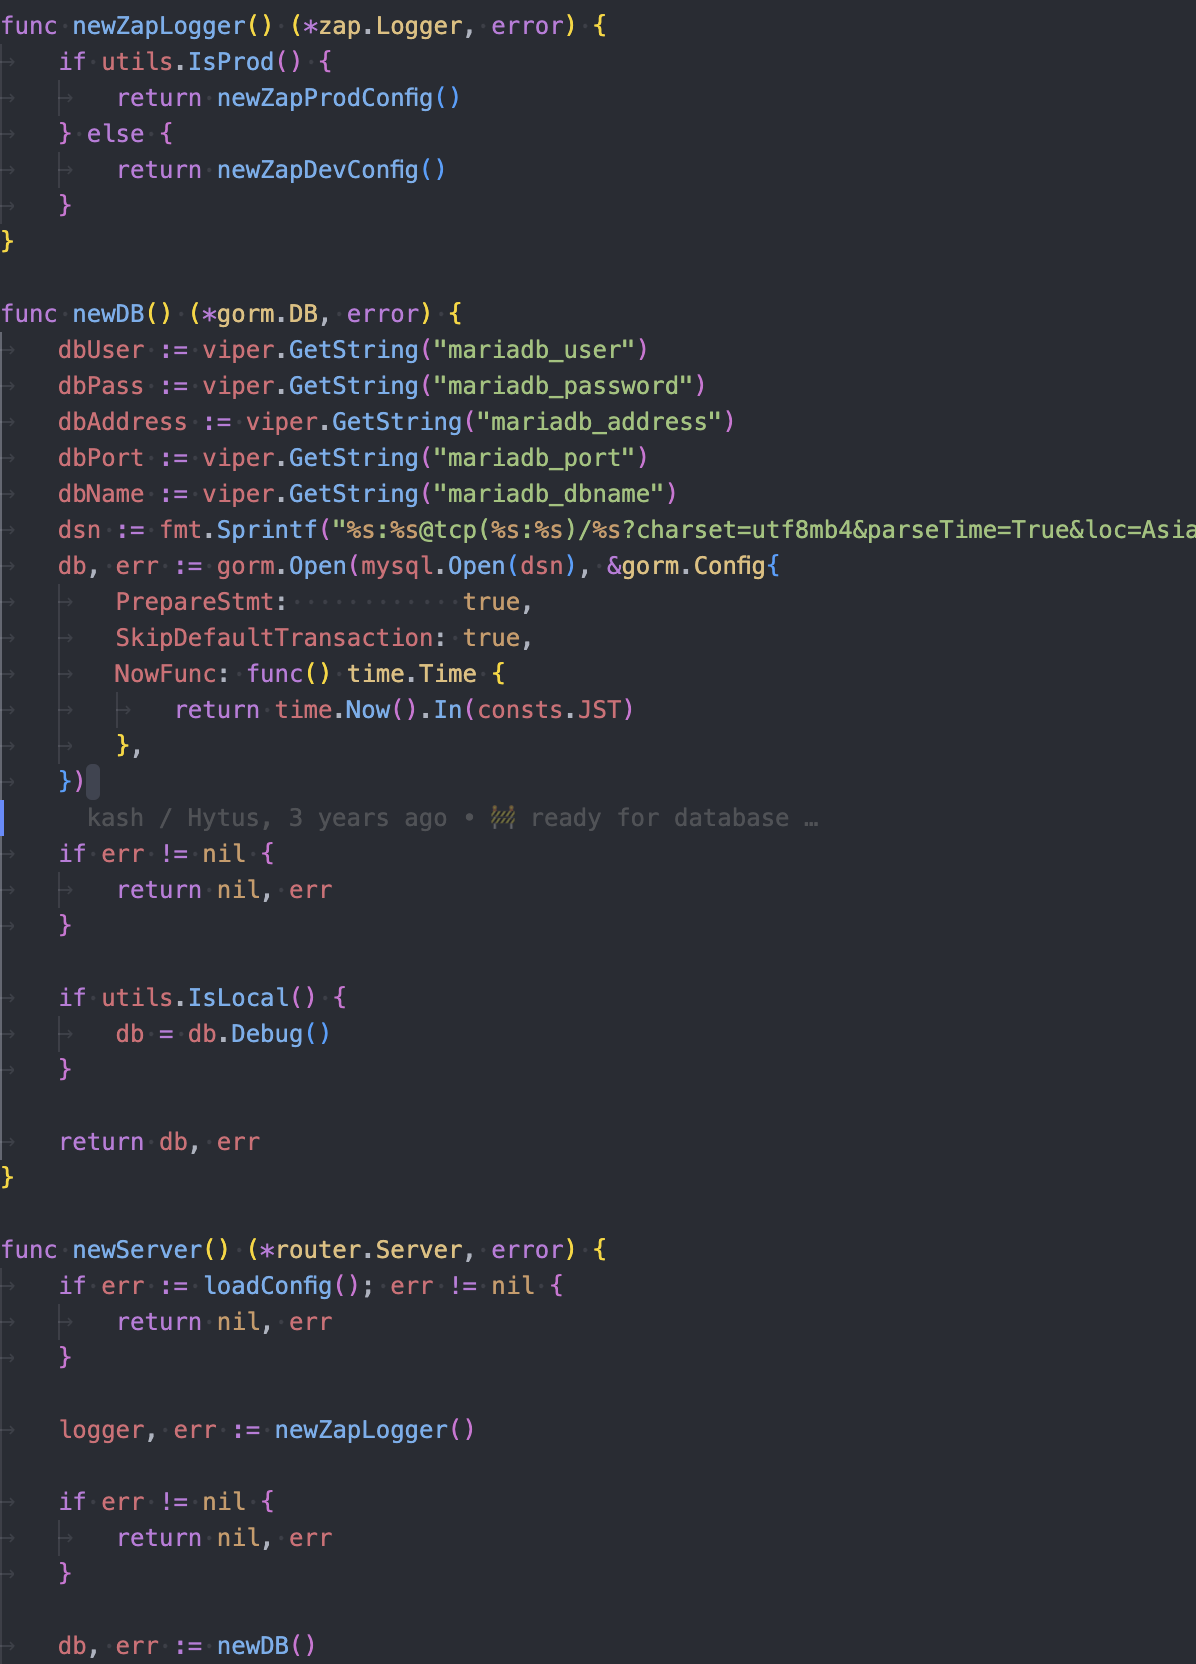 func newZapLogger() (*zap.Logger, error) {
if utils.IsProd() {
return newZapProdConfig()
} else {
return newZapDevConfig()
}
}
func newDB() (*gorm.DB, error) {
dbUser := viper.GetString("mariadb_user")
dbPass := viper.GetString("mariadb_password")
dbAddress := viper.GetString("mariadb_address")
dbPort := viper.GetString("mariadb_port")
dbName := viper.GetString("mariadb_dbname")
dsn := fmt.Sprintf("%s:%s@tcp(%s:%s)/%s?charset=utf8mb4&parseTime=True&loc=Asia
db, err := gorm.Open(mysql.Open(dsn), &gorm.Config{
PrepareStmt:            true,
SkipDefaultTransaction: true,
NowFunc: func() time.Time {
return time.Now().In(consts.JST)
},
})
kash / Hytus, 3 years ago • 🚧 ready for database …
if err != nil {
return nil, err
}
if utils.IsLocal() {
db = db.Debug()
}
return db, err
}
func newServer() (*router.Server, error) {
if err := loadConfig(); err != nil {
return nil, err
}
logger, err := newZapLogger()
if err != nil {
return nil, err
}
db, err := newDB()